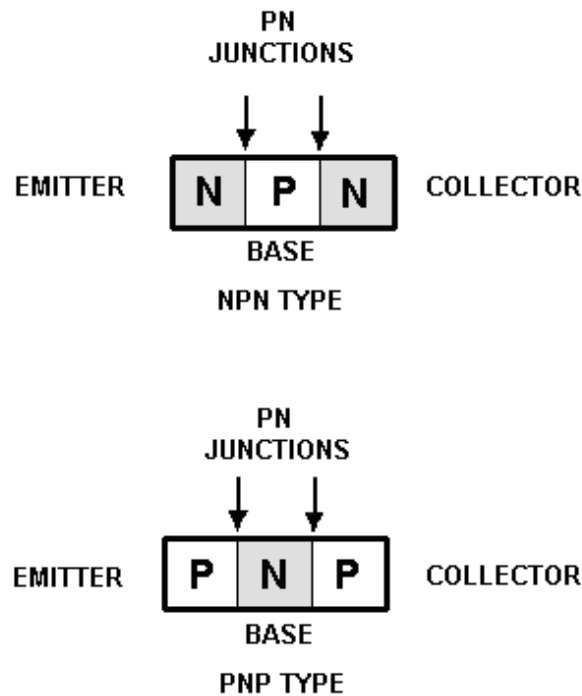 PN
JUNCTIONS
EMITTER N P N COLLECTOR
BASE
NPN TYPE
PN
JUNCTIONS
EMITTER P N P COLLECTOR
BASE
PNP TYPE